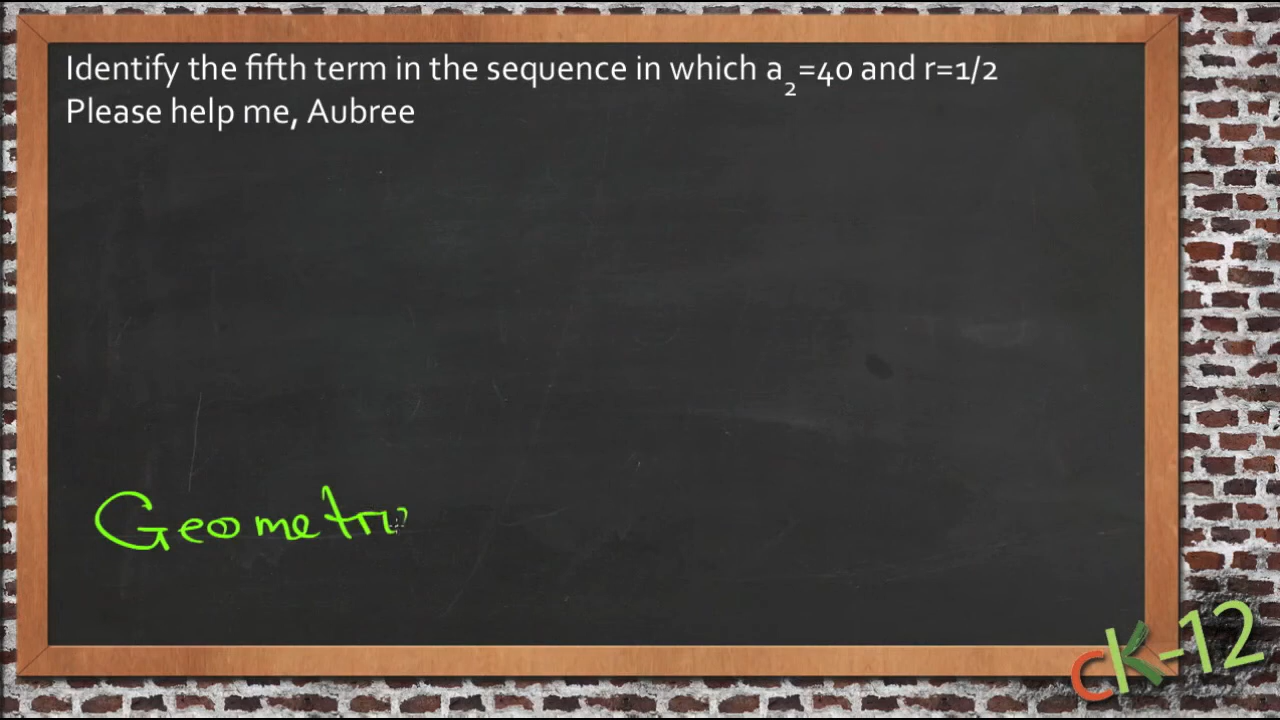 Identify the fifth term in the sequence in which a₂=40 and r=1/2
Please help me, Aubree
Geometri
CK-12